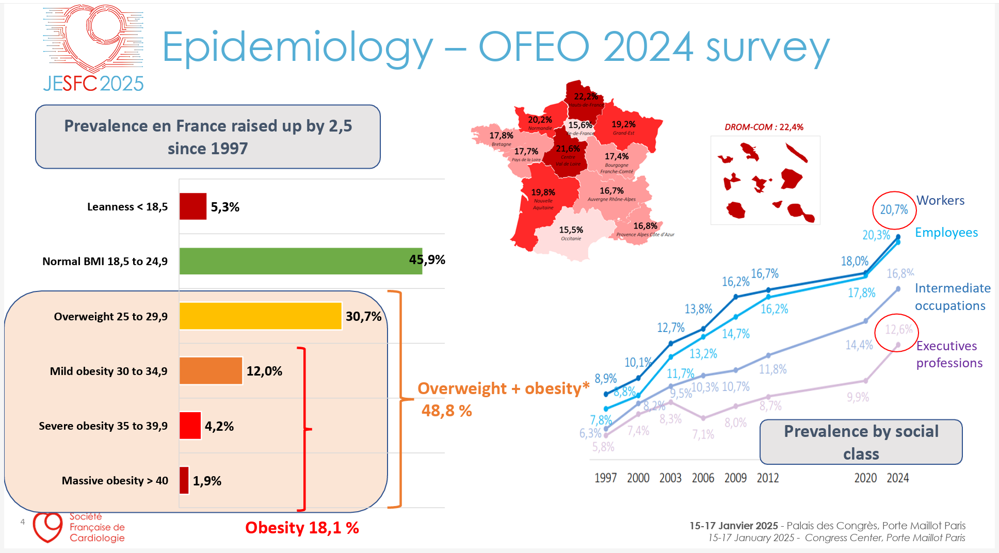 JESFC 2025
Epidemiology – OFEO 2024 survey
Prevalence en France raised up by 2,5
since 1997
Leanness < 18,5
5,3%
Normal BMI 18,5 to 24,9
45,9%
Overweight 25 to 29,9
30,7%
Mild obesity 30 to 34,9
12,0%
Severe obesity 35 to 39,9
4,2%
Massive obesity > 40
1,9%
Overweight + obesity*
48,8 %
Obesity 18,1 %
22,2%
Hauts-de-France
20,2%
Normandie
15,6%
Ile-de-France
19,2%
Grand-Est
17,8%
Bretagne
17,7%
Pays de la Loire
21,6%
Centre
Val de Loire
17,4%
Bourgogne
Franche-Comté
19,8%
Nouvelle
Aquitaine
16,7%
Auvergne Rhône-Alpes
15,5%
Occitanie
16,8%
Provence Alpes Côte d'Azur
DROM-COM : 22,4%
Workers
20,7%
Employees
20,3%
18,0%
16,7%
16,2%
13,8%
12,7%
10,1%
8,9%
17,8%
16,2%
14,7%
13,2%
11,7%
8,8%
7,8%
16,8%
Intermediate
occupations
14,4%
11,8%
10,7%
10,3%
9,5%
8,2%
6,3%
12,6%
Executives
professions
9,9%
8,7%
8,0%
7,1%
8,3%
7,4%
5,8%
Prevalence by social
class
1997 2000 2003 2006 2009 2012 2020 2024
4
Société
Française de
Cardiologie
15-17 Janvier 2025 - Palais des Congrès, Porte Maillot Paris
15-17 January 2025 - Congress Center, Porte Maillot Paris